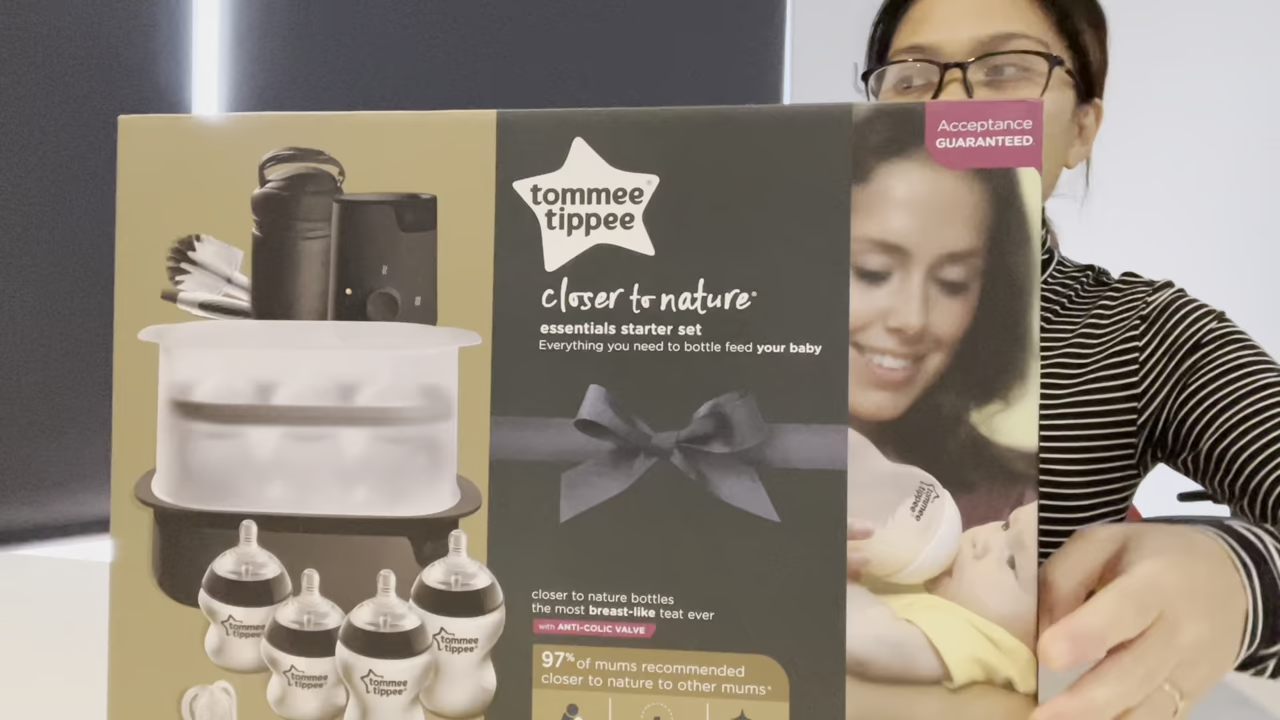 Acceptance
GUARANTEED.
tommee
tippee
closer to nature
essentials starter set
Everything you need to bottle feed your baby
tommee
tippee
closer to nature bottles
the most breast-like teat ever
with ANTI-COLIC VALVE
97% of mums recommended
closer to nature to other mums*
tommee
tippee
tommee
tippee
tommee
tippee
tommee
tippee